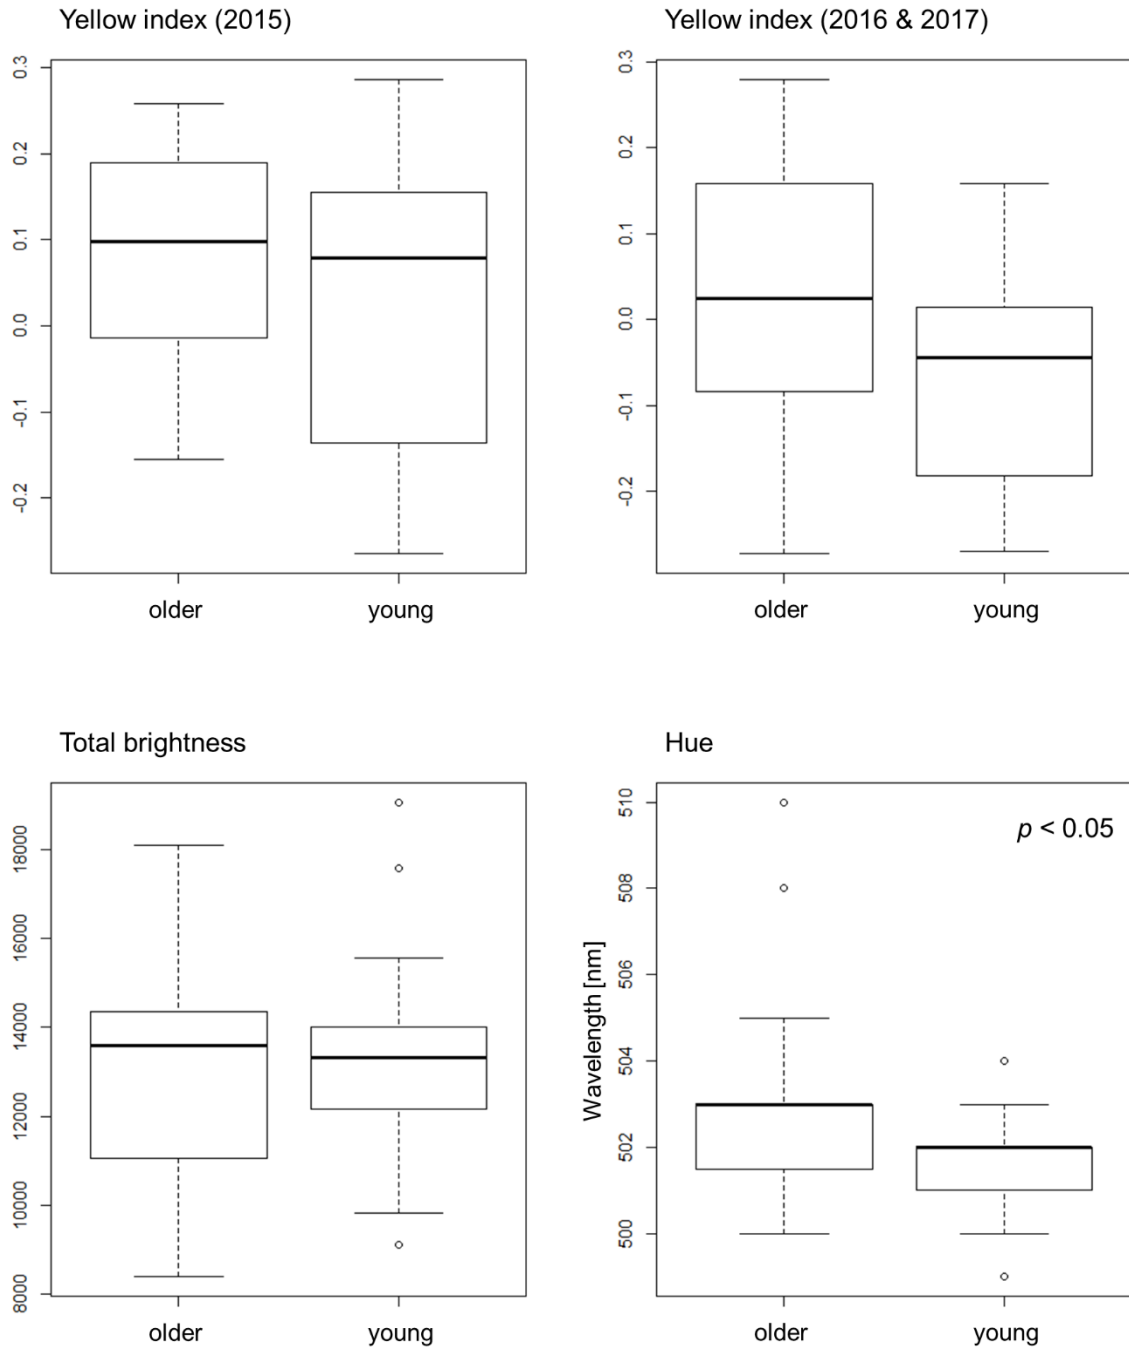 Yellow index (2015)
0.3
0.2
0.1
0.0
-0.1
-0.2
older young
Yellow index (2016 & 2017)
0.3
0.2
0.1
0.0
-0.1
-0.2
older young
Total brightness
18000
16000
14000
12000
10000
8000
older young
Hue
p < 0.05
Wavelength [nm]
510
508
506
504
502
500
older young